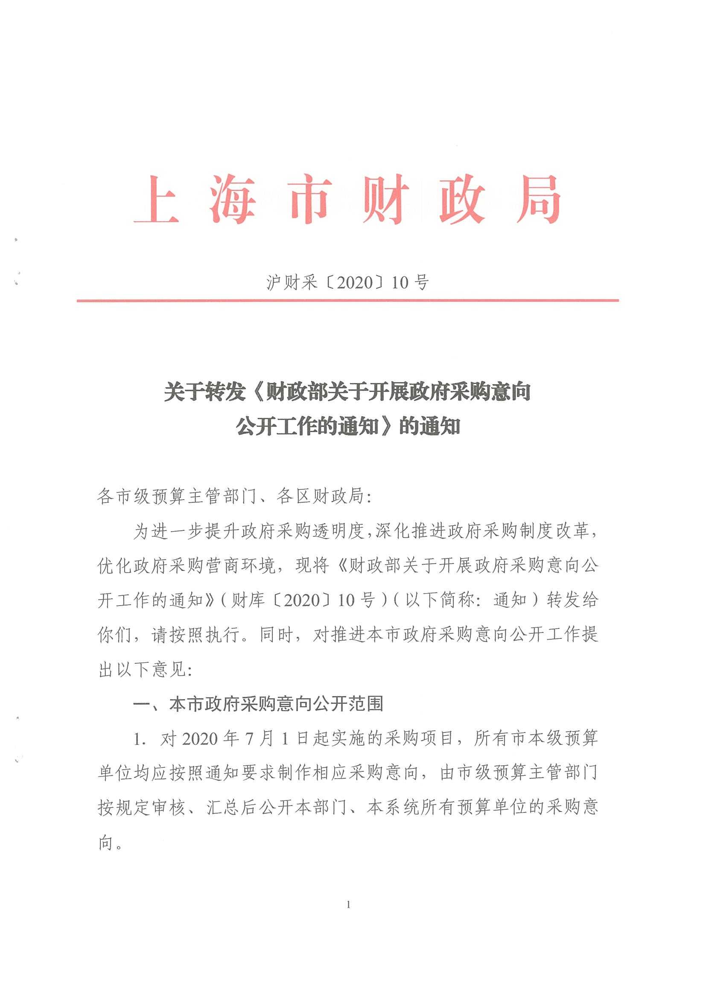 上海市财政局
沪财采〔2020〕10号
关于转发《财政部关于开展政府采购意向
公开工作的通知》的通知
各市级预算主管部门、各区财政局：
为进一步提升政府采购透明度，深化推进政府采购制度改革，
优化政府采购营商环境，现将《财政部关于开展政府采购意向公
开工作的通知》（财库〔2020〕10号）（以下简称：通知）转发给
你们，请按照执行。同时，对推进本市政府采购意向公开工作提
出以下意见：
一、本市政府采购意向公开范围
1. 对2020年7月1日起实施的采购项目，所有市本级预算
单位均应按照通知要求制作相应采购意向，由市级预算主管部门
按规定审核、汇总后公开本部门、本系统所有预算单位的采购意
向。
1